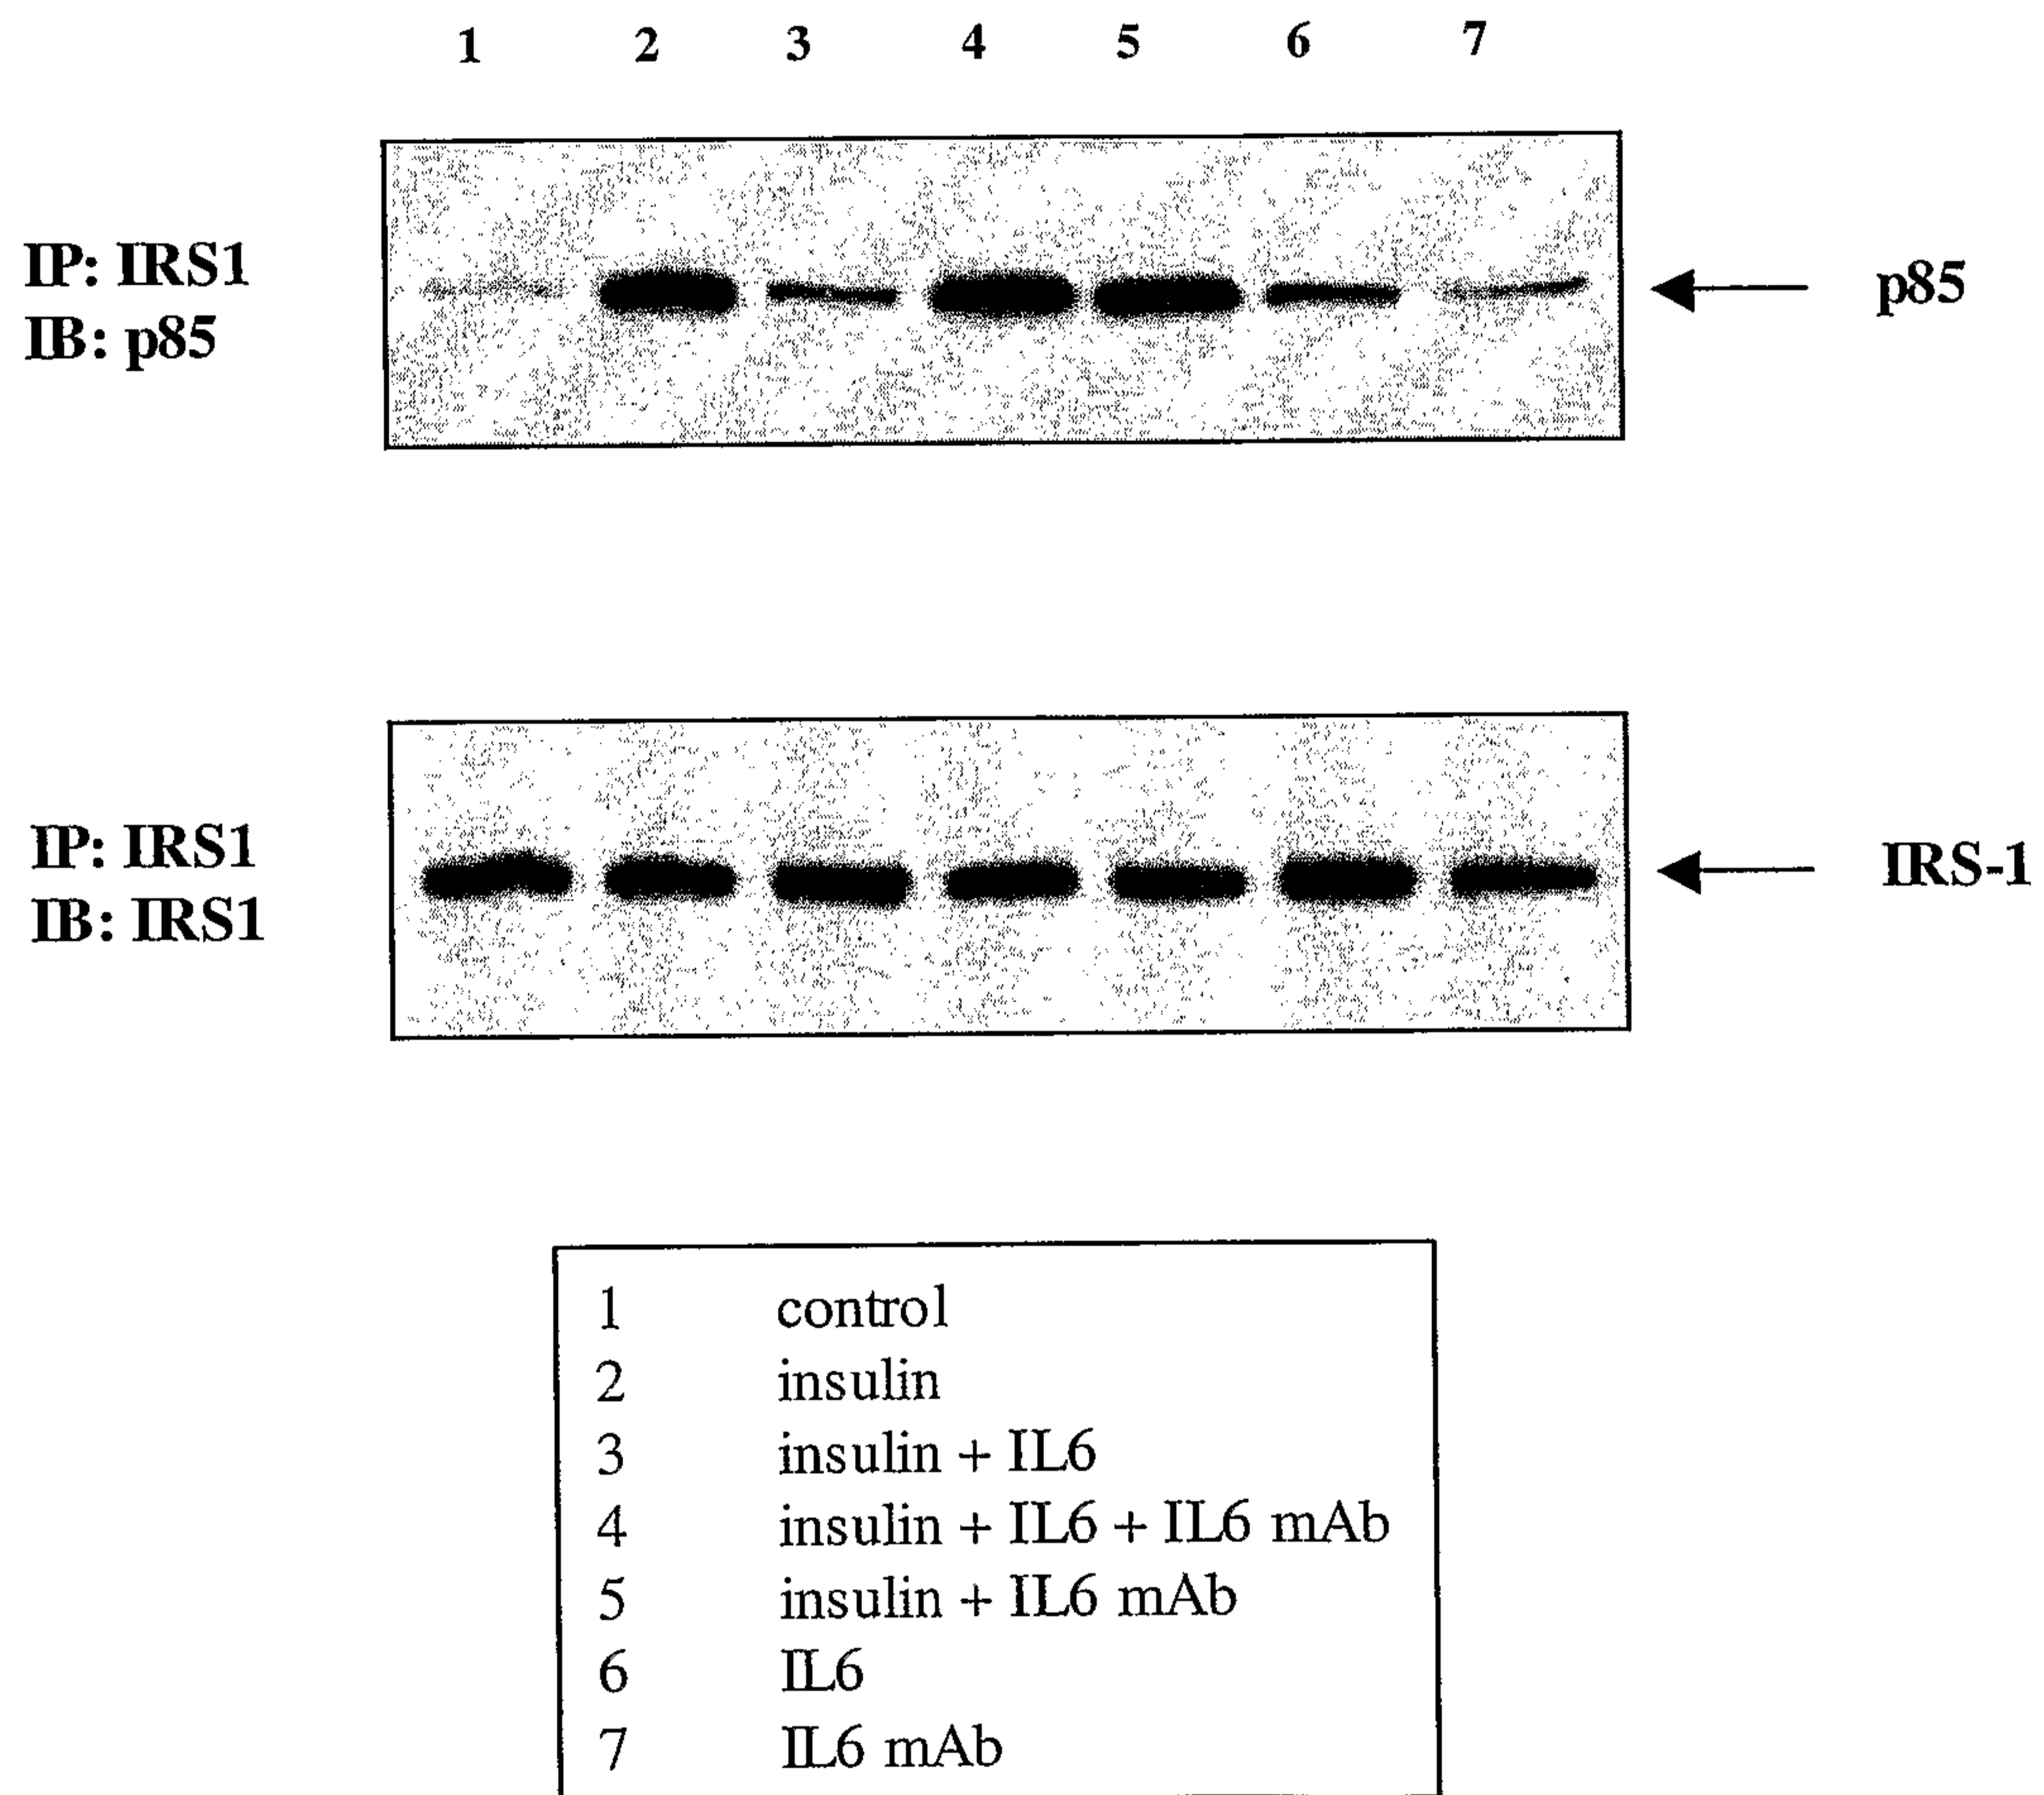 1 2 3 4 5 6 7
IP: IRS1
IB: p85
p85
IP: IRS1
IB: IRS1
IRS-1
1 control
2 insulin
3 insulin + IL6
4 insulin + IL6 + IL6 mAb
5 insulin + IL6 mAb
6 IL6
7 IL6 mAb